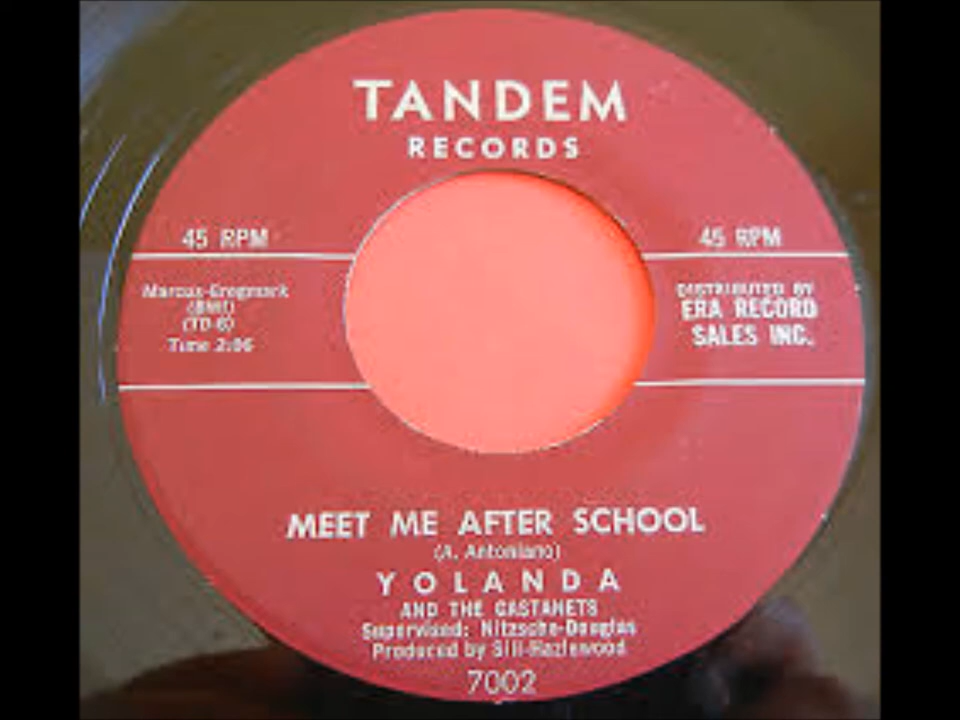 TANDEM
RECORDS
45 RPM
45 RPM
Marcus-Gregmark
(BMI)
(TD-6)
Time 2:06
DISTRIBUTED BY
ERA RECORD
SALES INC.
MEET ME AFTER SCHOOL
(A. Antoniano)
YOLANDA
AND THE CASTANETS
Supervised: Nitzsche-Douglas
Produced by Sill-Hazlewood
7002